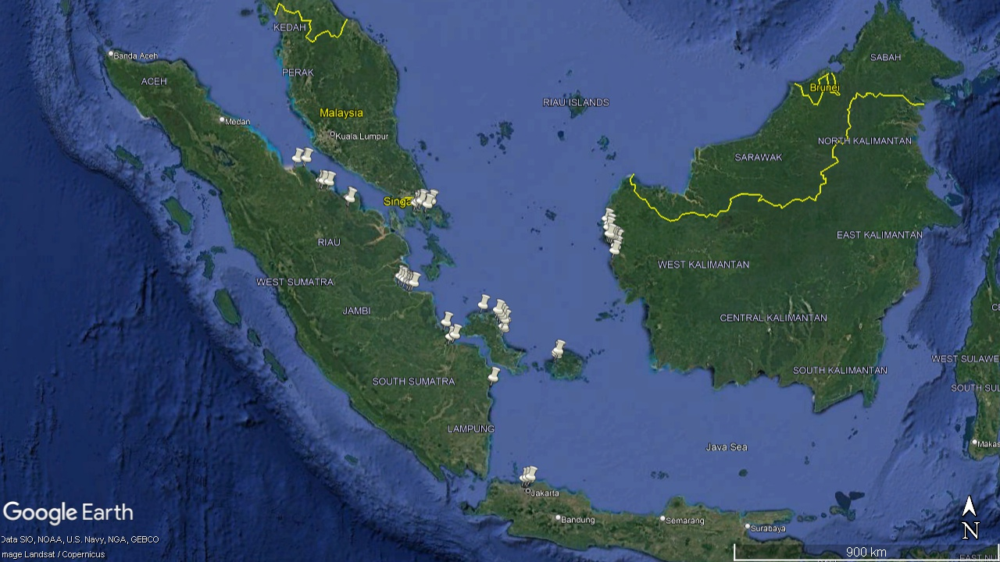 KEDAH
Banda Aceh
SABAH
PERAK
ACEH
Brunei
RIAU ISLANDS
Malaysia
Medan
Kuala Lumpur
NORTH KALIMANTAN
SARAWAK
Singa
EAST KALIMANTAN
RIAU
WEST KALIMANTAN
WEST SUMATRA
JAMBI
CENTRAL KALIMANTAN
WEST SULAWE
SOUTH KALIMANTAN
SOUTH SUMATRA
SOUTH SUL
LAMPUNG
Java Sea
Makas
Jakarta
Google Earth
Bandung
Semarang
Surabaya
N
Data SIO, NOAA, U.S. Navy, NGA, GEBCO
mage Landsat / Copernicus
900 km